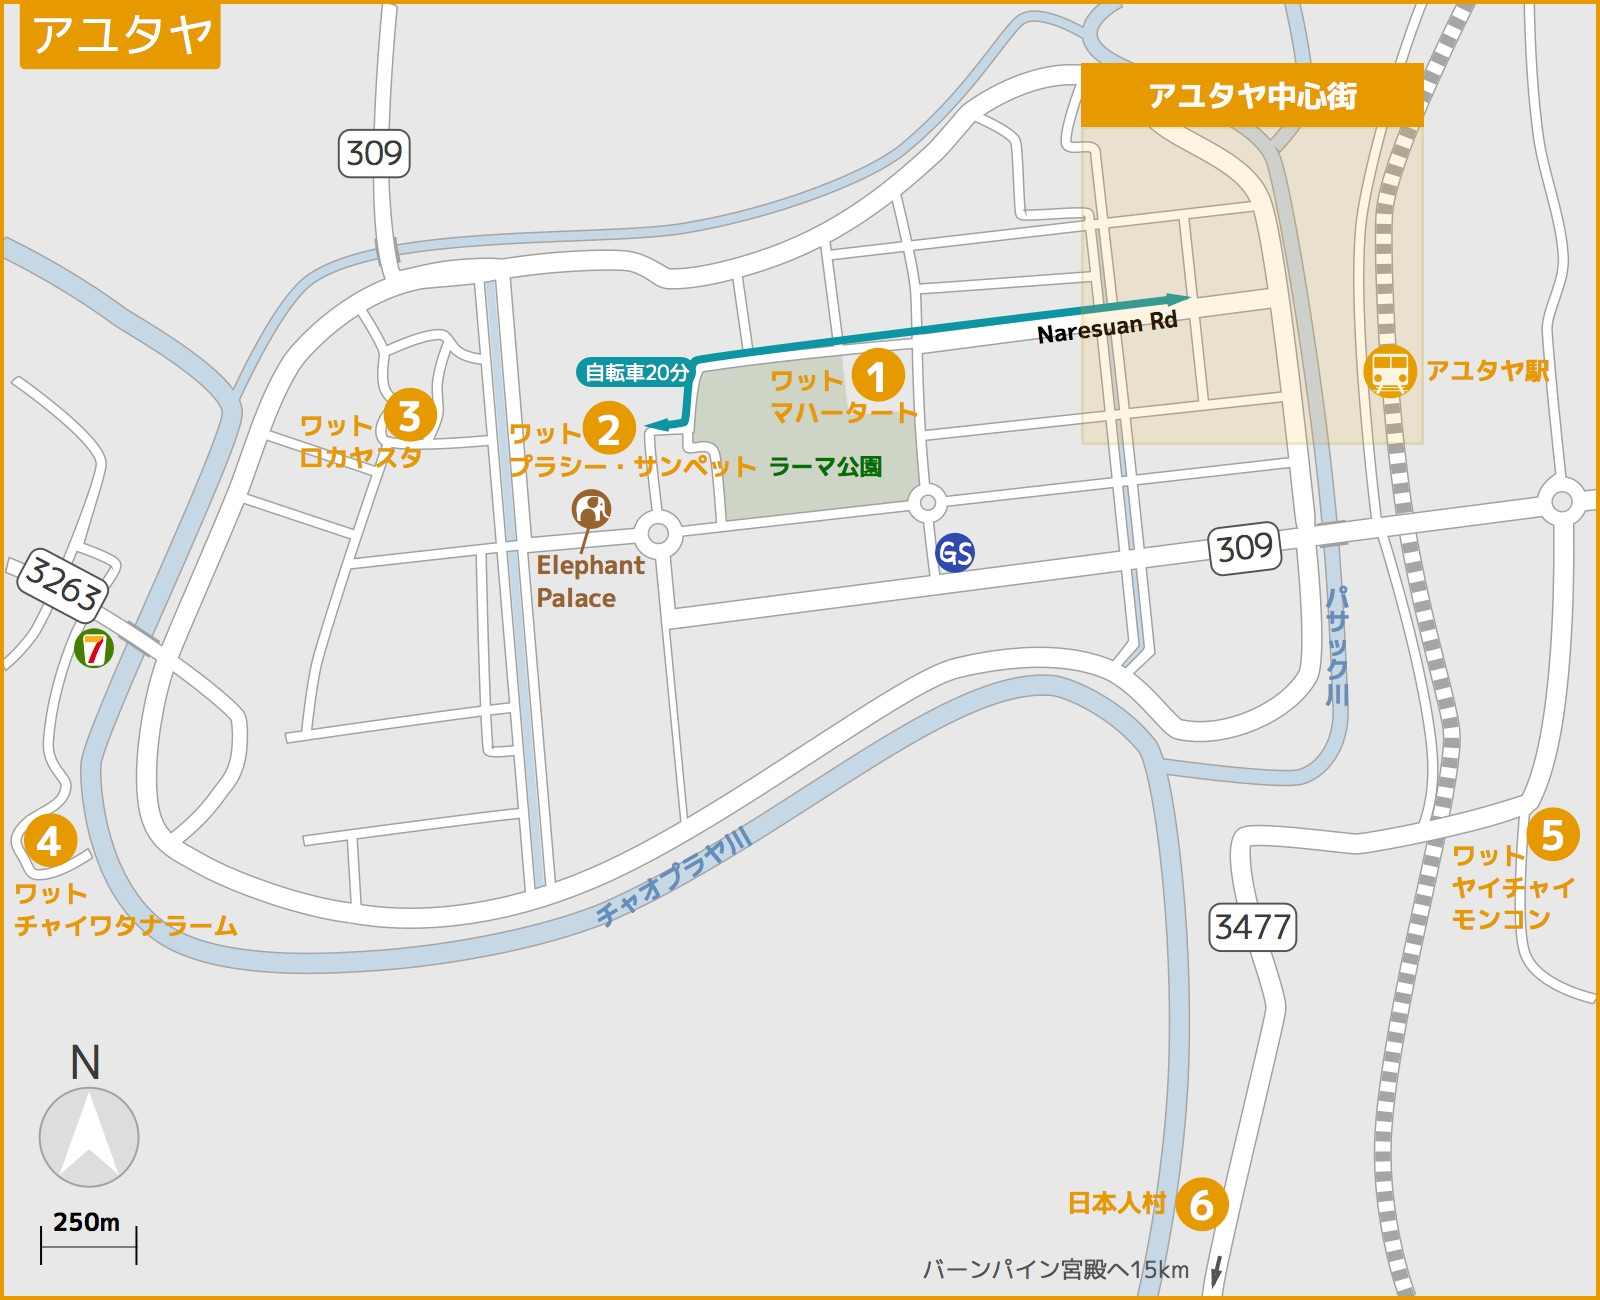 アユタヤ
アユタヤ中心街
309
Naresuan Rd
自転車20分
アユタヤ駅
1
ワット
マハータート
2
ワット
プラシー・サンペット
3
ワット
ロカヤスタ
ラーマ公園
GS
309
Elephant
Palace
3263
7
パサック川
4
ワット
チャイワタナラーム
チャオプラヤ川
5
ワット
ヤイチャイ
モンコン
3477
N
250m
日本人村
6
バーンパイン宮殿へ15km